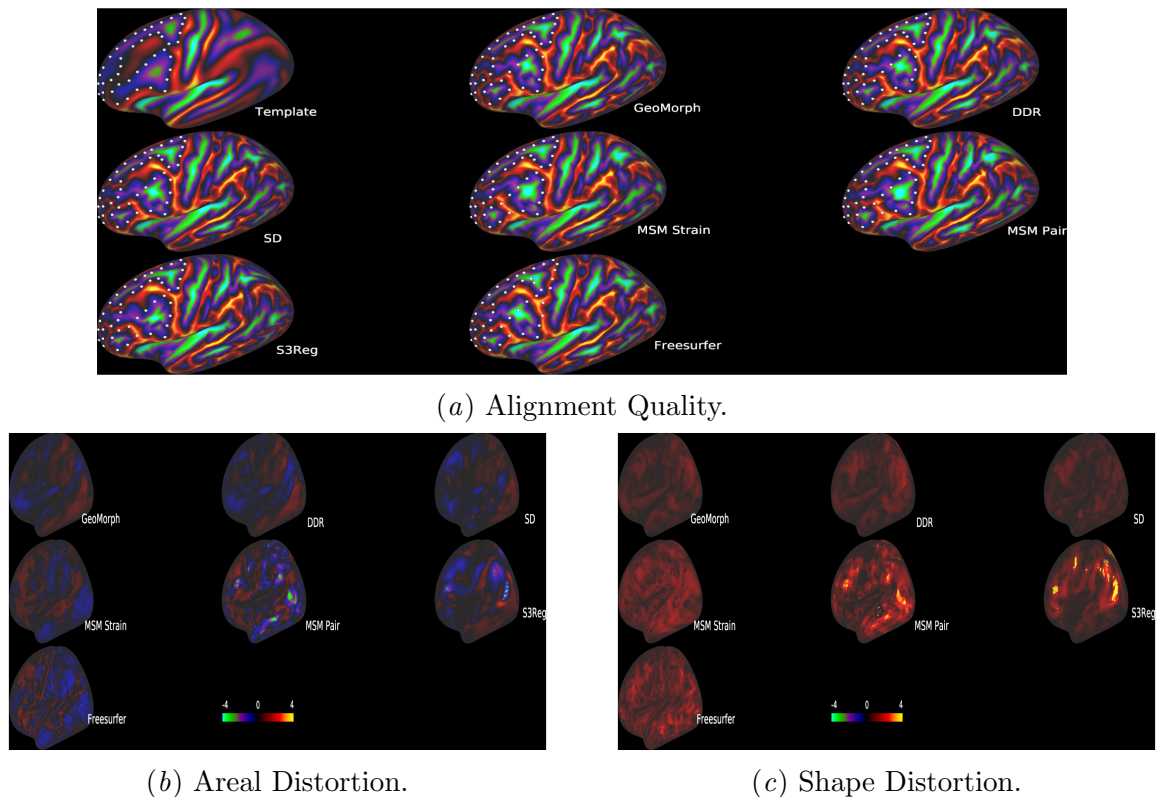 Template
GeoMorph
DDR
SD
MSM Strain
MSM Pair
S3Reg
Freesurfer
(a) Alignment Quality.
GeoMorph
DDR
SD
MSM Strain
MSM Pair
S3Reg
Freesurfer
-4 0 4
(b) Areal Distortion.
GeoMorph
DDR
SD
MSM Strain
MSM Pair
S3Reg
Freesurfer
-4 0 4
(c) Shape Distortion.